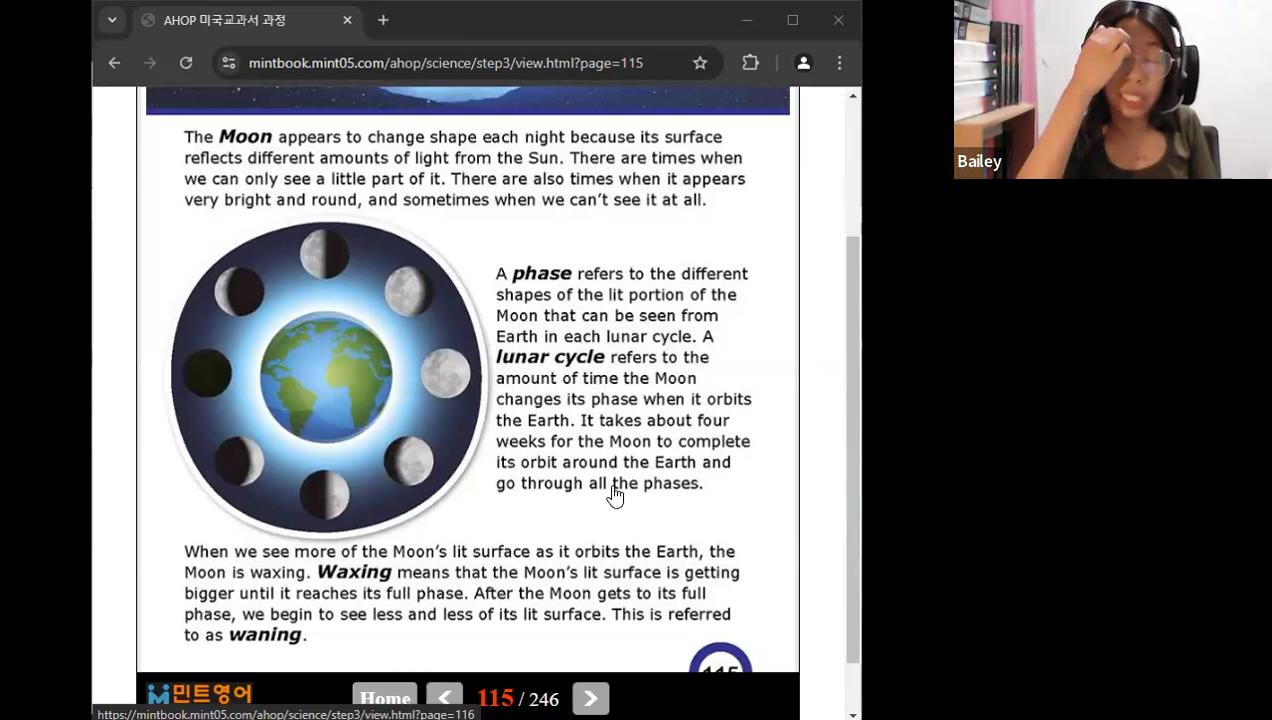 AHOP 미국교과서 과정
mintbook.mint05.com/ahop/science/step3/view.html?page=115
Bailey
The Moon appears to change shape each night because its surface
reflects different amounts of light from the Sun. There are times when
we can only see a little part of it. There are also times when it appears
very bright and round, and sometimes when we can't see it at all.
A phase refers to the different
shapes of the lit portion of the
Moon that can be seen from
Earth in each lunar cycle. A
lunar cycle refers to the
amount of time the Moon
changes its phase when it orbits
the Earth. It takes about four
weeks for the Moon to complete
its orbit around the Earth and
go through all the phases.
When we see more of the Moon's lit surface as it orbits the Earth, the
Moon is waxing. Waxing means that the Moon's lit surface is getting
bigger until it reaches its full phase. After the Moon gets to its full
phase, we begin to see less and less of its lit surface. This is referred
to as waning.
115
민트영어
Home
115 / 246
https://mintbook.mint05.com/ahop/science/step3/view.html?page=116